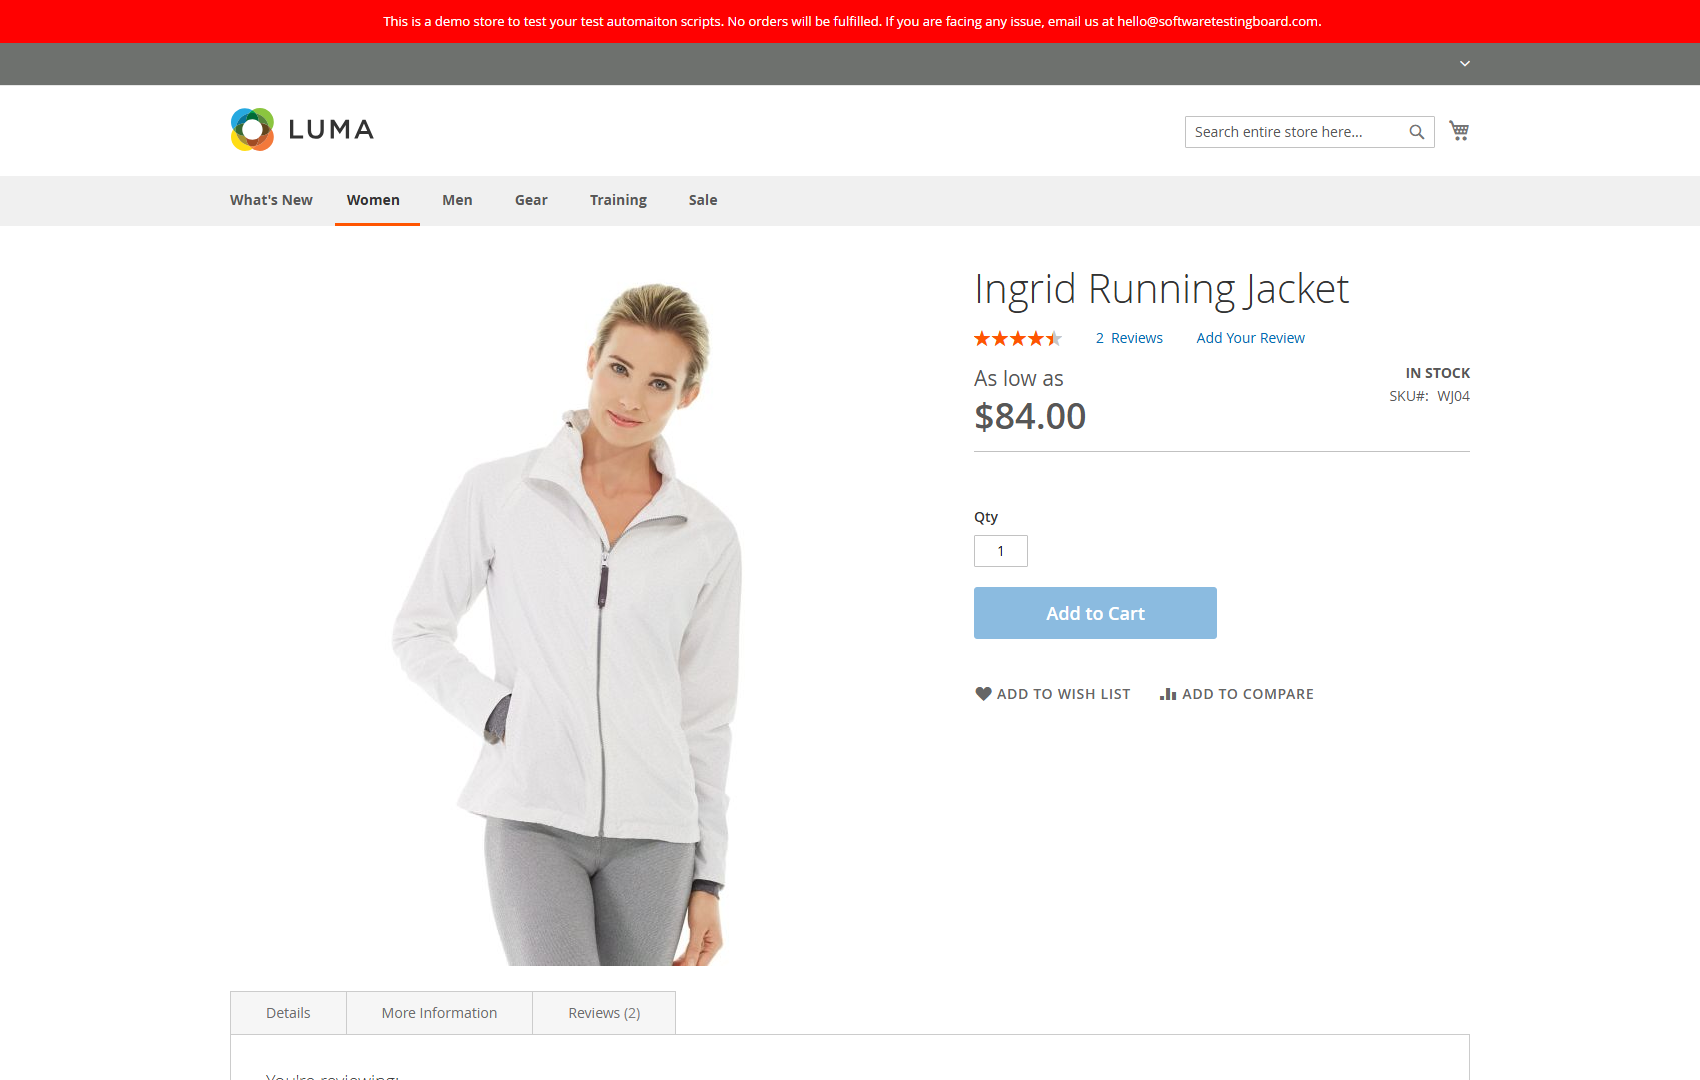 This is a demo store to test your test automaiton scripts. No orders will be fulfilled. If you are facing any issue, email us at hello@softwaretestingboard.com.
LUMA
Search entire store here...
What's New
Women
Men
Gear
Training
Sale
Ingrid Running Jacket
2 Reviews
Add Your Review
As low as
$84.00
IN STOCK
SKU#: WJ04
Qty
1
Add to Cart
ADD TO WISH LIST
ADD TO COMPARE
Details
More Information
Reviews (2)
You're reviewing: